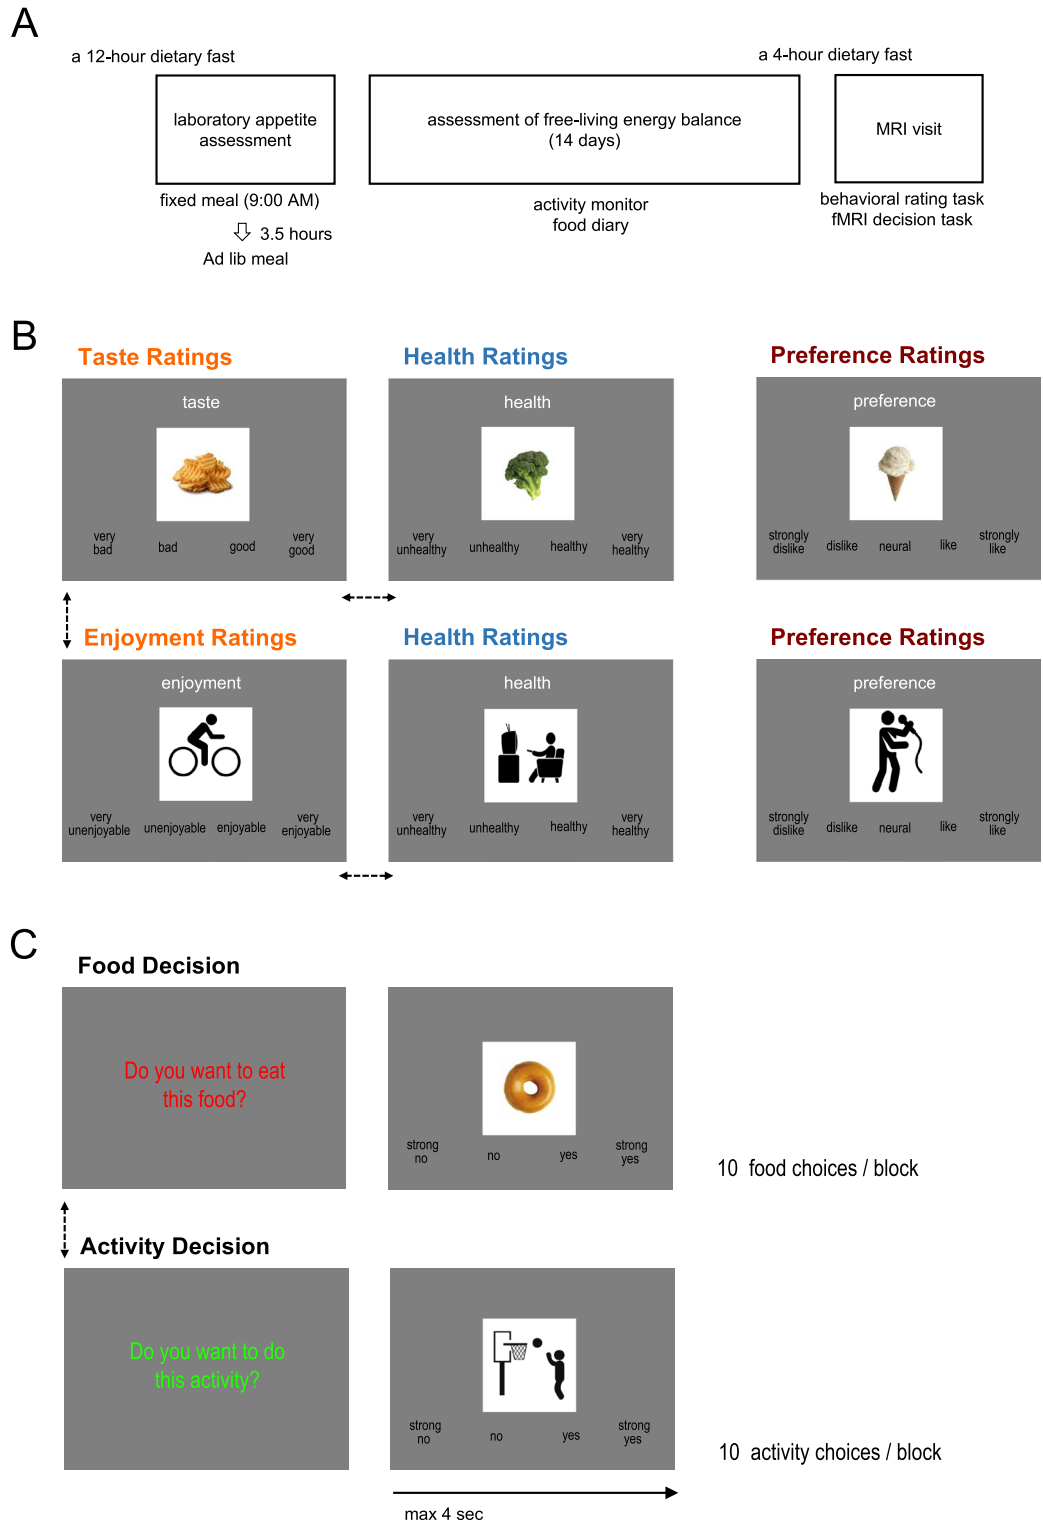 A
a 12-hour dietary fast
a 4-hour dietary fast
laboratory appetite
assessment
assessment of free-living energy balance
(14 days)
MRI visit
fixed meal (9:00 AM)
3.5 hours
Ad lib meal
activity monitor
food diary
behavioral rating task
fMRI decision task
B
Taste Ratings
Health Ratings
Preference Ratings
taste
health
preference
very
bad
bad
good
very
good
very
unhealthy
unhealthy
healthy
very
healthy
strongly
dislike
dislike
neural
like
strongly
like
Enjoyment Ratings
Health Ratings
Preference Ratings
enjoyment
health
preference
very
unenjoyable
unenjoyable
enjoyable
very
enjoyable
very
unhealthy
unhealthy
healthy
very
healthy
strongly
dislike
dislike
neural
like
strongly
like
C
Food Decision
Do you want to eat
this food?
strong
no
no
yes
strong
yes
10 food choices / block
Activity Decision
Do you want to do
this activity?
strong
no
no
yes
strong
yes
10 activity choices / block
max 4 sec